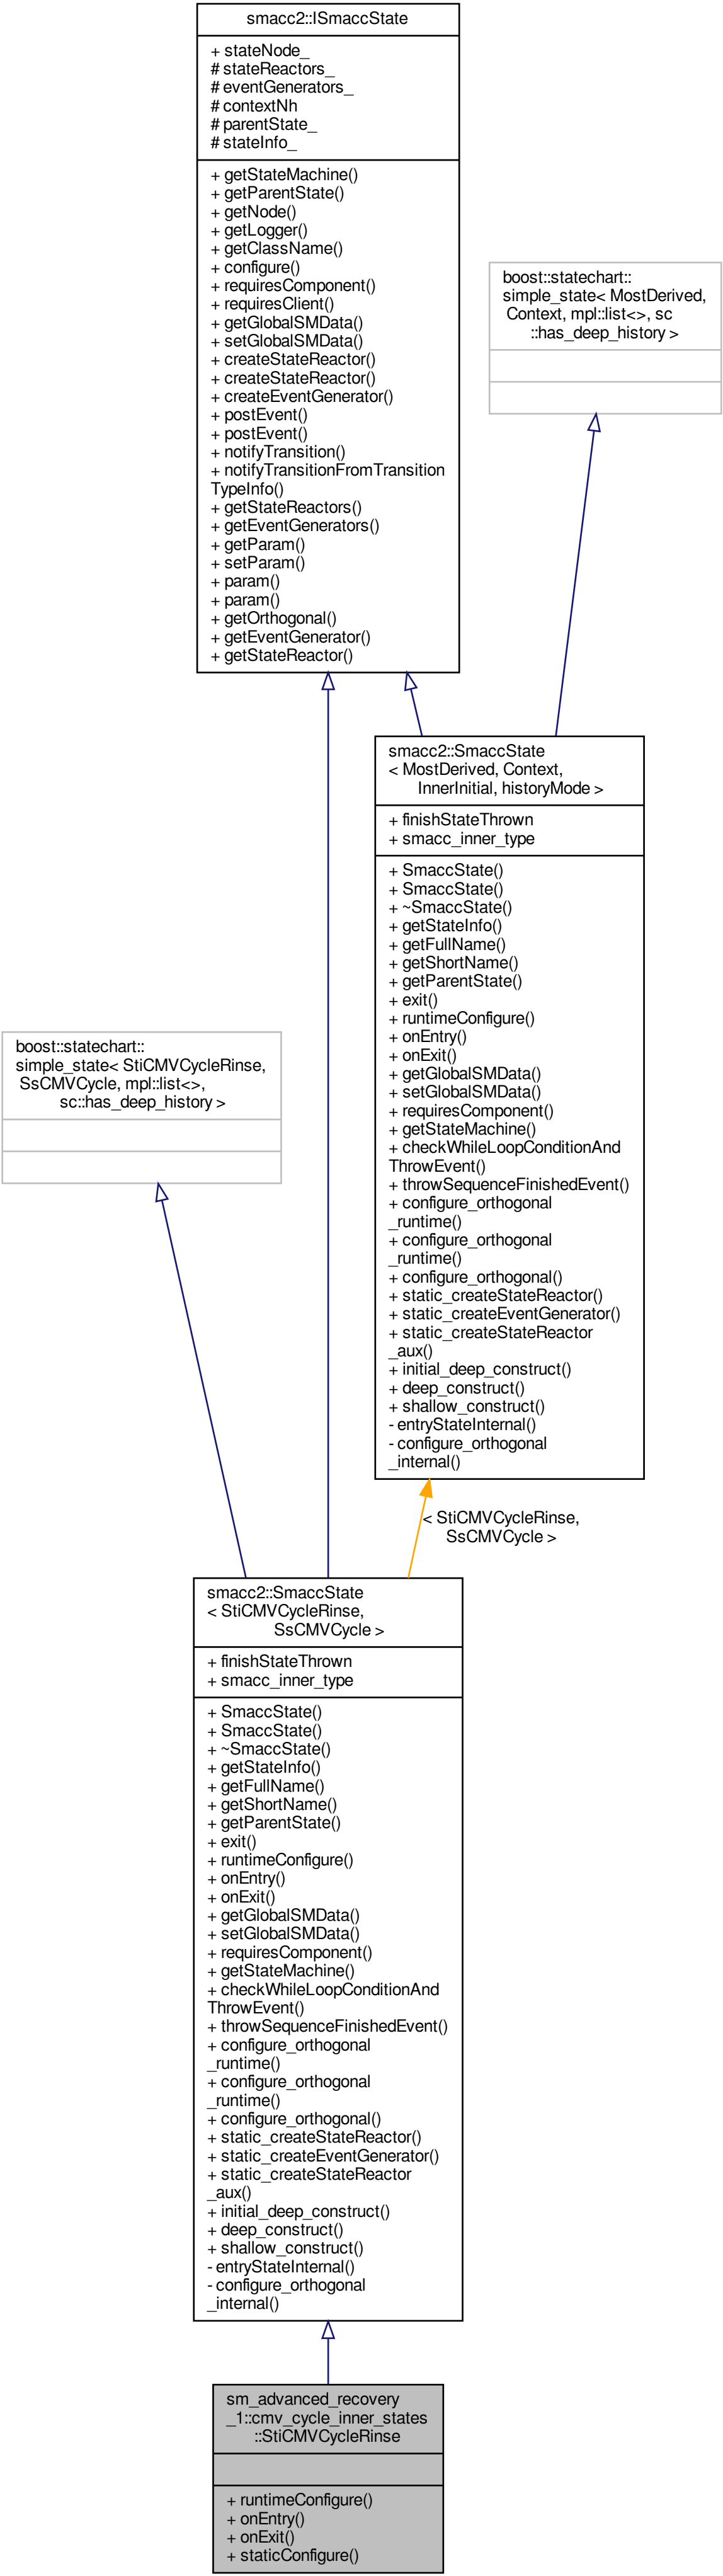 smacc2::ISmaccState
+ stateNode_
# stateReactors_
# eventGenerators_
# contextNh
# parentState_
# stateInfo_
+ getStateMachine()
+ getParentState()
+ getNode()
+ getLogger()
+ getClassName()
+ configure()
+ requiresComponent()
+ requiresClient()
+ getGlobalSMData()
+ setGlobalSMData()
+ createStateReactor()
+ createStateReactor()
+ createEventGenerator()
+ postEvent()
+ postEvent()
+ notifyTransition()
+ notifyTransitionFromTransition
TypeInfo()
+ getStateReactors()
+ getEventGenerators()
+ getParam()
+ setParam()
+ param()
+ param()
+ getOrthogonal()
+ getEventGenerator()
+ getStateReactor()
boost::statechart::
simple_state< MostDerived,
Context, mpl::list<>, sc
::has_deep_history >
smacc2::SmaccState
< MostDerived, Context,
InnerInitial, historyMode >
+ finishStateThrown
+ smacc_inner_type
+ SmaccState()
+ SmaccState()
+ ~SmaccState()
+ getStateInfo()
+ getFullName()
+ getShortName()
+ getParentState()
+ exit()
+ runtimeConfigure()
+ onEntry()
+ onExit()
+ getGlobalSMData()
+ setGlobalSMData()
+ requiresComponent()
+ getStateMachine()
+ checkWhileLoopConditionAnd
ThrowEvent()
+ throwSequenceFinishedEvent()
+ configure_orthogonal
_runtime()
+ configure_orthogonal
_runtime()
+ configure_orthogonal()
+ static_createStateReactor()
+ static_createEventGenerator()
+ static_createStateReactor
_aux()
+ initial_deep_construct()
+ deep_construct()
+ shallow_construct()
- entryStateInternal()
- configure_orthogonal
_internal()
boost::statechart::
simple_state< StiCMVCycleRinse,
SsCMVCycle, mpl::list<>,
sc::has_deep_history >
< StiCMVCycleRinse,
SsCMVCycle >
smacc2::SmaccState
< StiCMVCycleRinse,
SsCMVCycle >
+ finishStateThrown
+ smacc_inner_type
+ SmaccState()
+ SmaccState()
+ ~SmaccState()
+ getStateInfo()
+ getFullName()
+ getShortName()
+ getParentState()
+ exit()
+ runtimeConfigure()
+ onEntry()
+ onExit()
+ getGlobalSMData()
+ setGlobalSMData()
+ requiresComponent()
+ getStateMachine()
+ checkWhileLoopConditionAnd
ThrowEvent()
+ throwSequenceFinishedEvent()
+ configure_orthogonal
_runtime()
+ configure_orthogonal
_runtime()
+ configure_orthogonal()
+ static_createStateReactor()
+ static_createEventGenerator()
+ static_createStateReactor
_aux()
+ initial_deep_construct()
+ deep_construct()
+ shallow_construct()
- entryStateInternal()
- configure_orthogonal
_internal()
sm_advanced_recovery
_1::cmv_cycle_inner_states
::StiCMVCycleRinse
+ runtimeConfigure()
+ onEntry()
+ onExit()
+ staticConfigure()